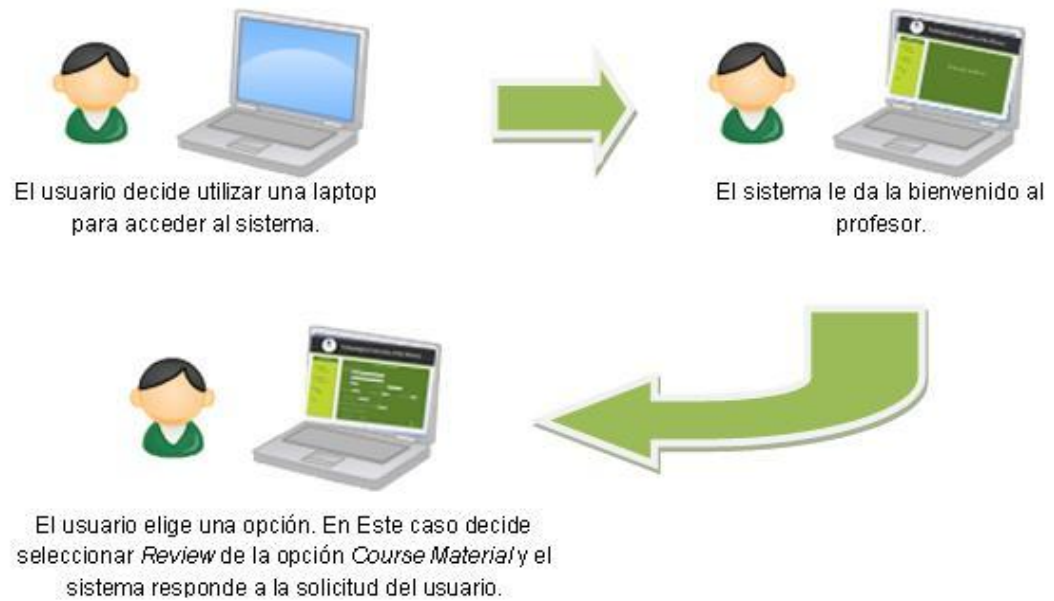 El usuario decide utilizar una laptop
para acceder al sistema.
El sistema le da la bienvenido al
profesor.
El usuario elige una opción. En Este caso decide
seleccionar Review de la opción Course Material y el
sistema responde a la solicitud del usuario.